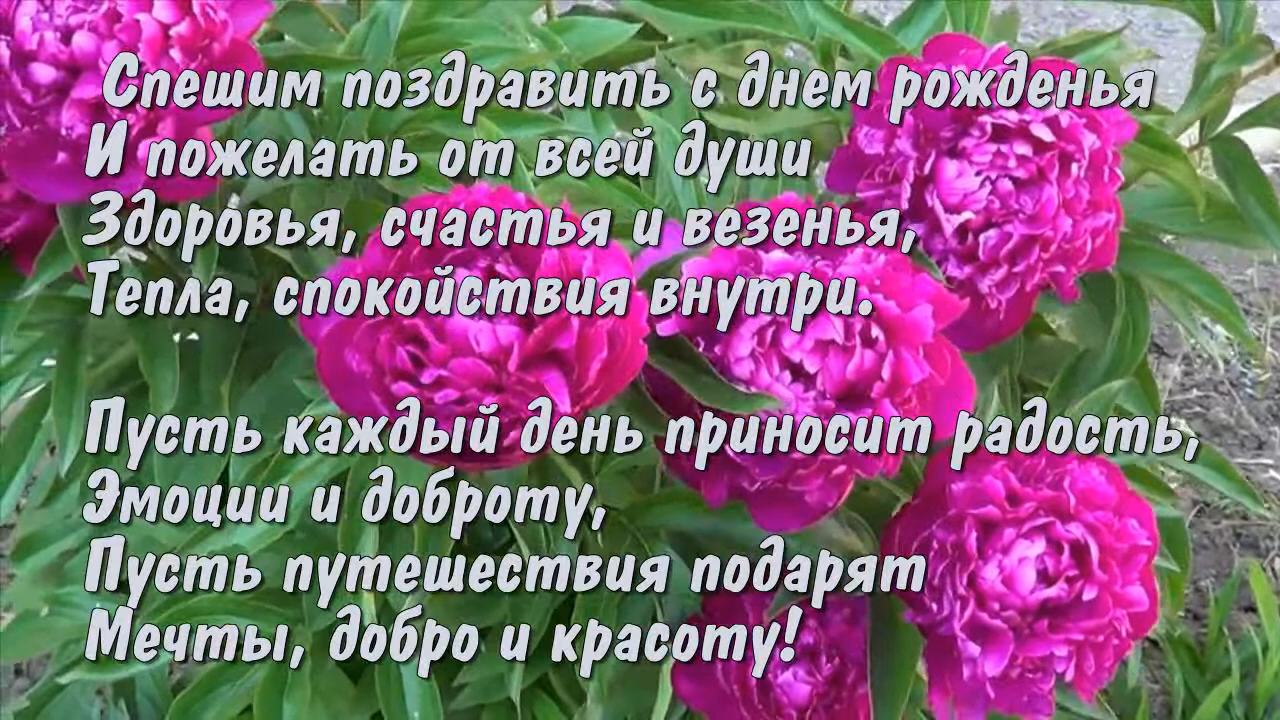 Спешим поздравить с днем рожденья
И пожелать от всей души
Здоровья, счастья и везенья,
Тепла, спокойствия внутри.
Пусть каждый день приносит радость,
Эмоции и доброту,
Пусть путешествия подарят
Мечты, добро и красоту!